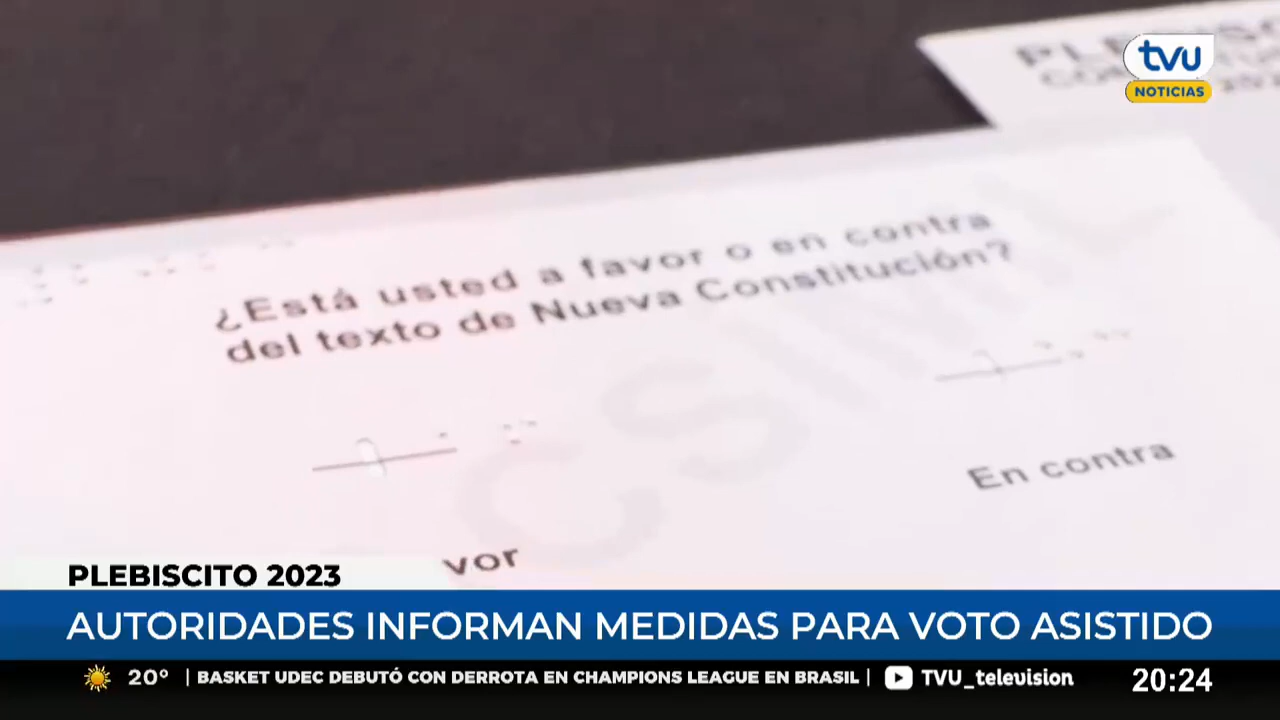 tvu
NOTICIAS
¿Está usted a favor o en contra
del texto de Nueva Constitución?
En contra
vor
PLEBISCITO 2023
AUTORIDADES INFORMAN MEDIDAS PARA VOTO ASISTIDO
20° | BASKET UDEC DEBUTÓ CON DERROTA EN CHAMPIONS LEAGUE EN BRASIL | TVU_television 20:24